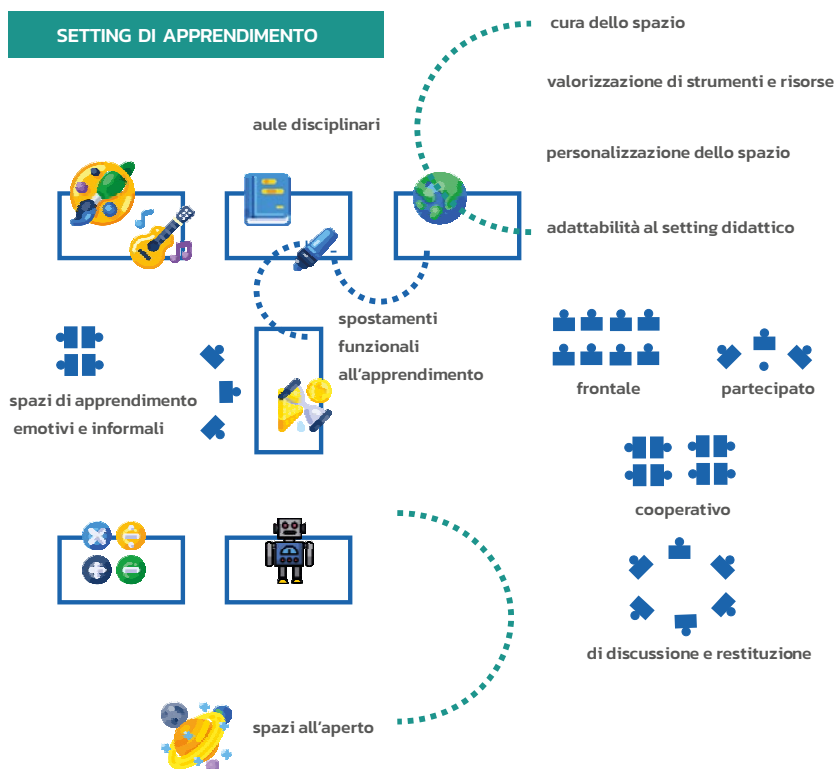 SETTING DI APPRENDIMENTO
cura dello spazio
valorizzazione di strumenti e risorse
aule disciplinari
personalizzazione dello spazio
adattabilità al setting didattico
spostamenti
funzionali
all'apprendimento
spazi di apprendimento
emotivi e informali
frontale
partecipato
cooperativo
di discussione e restituzione
spazi all'aperto